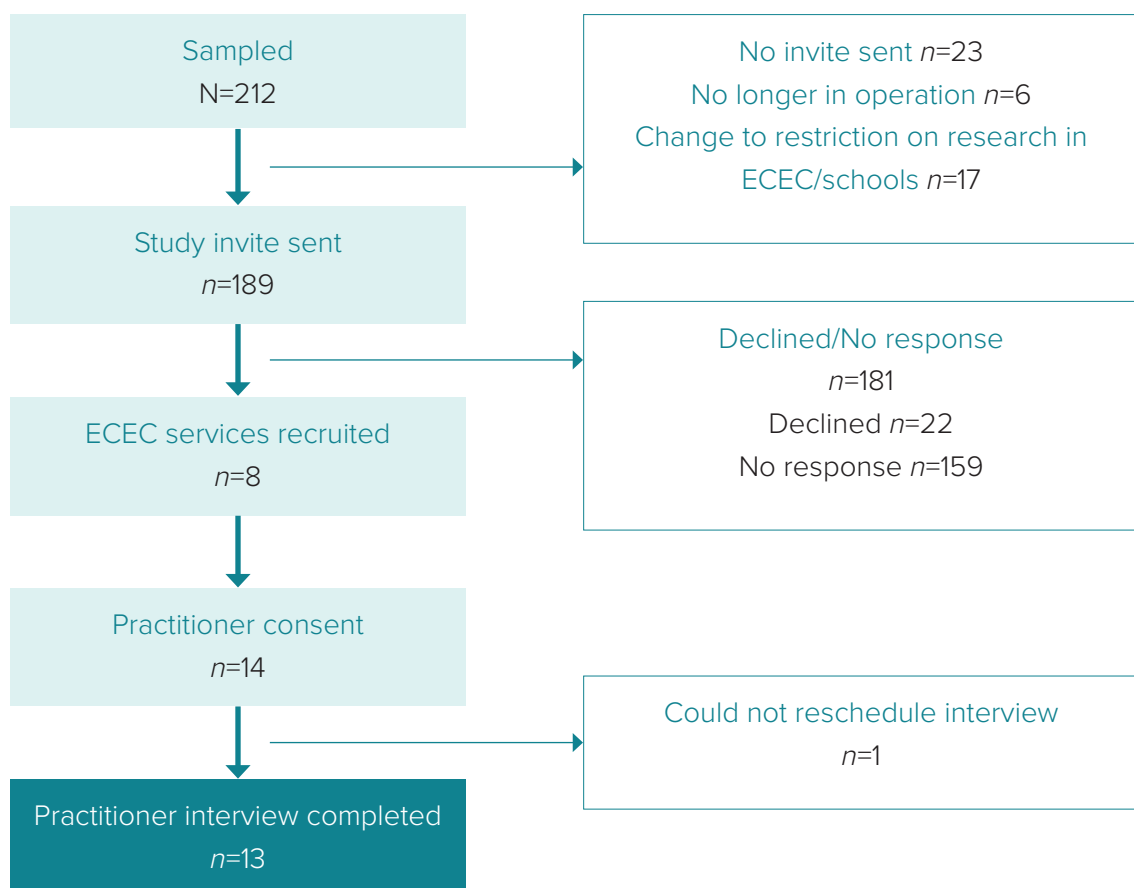 Sampled
N=212
No invite sent n=23
No longer in operation n=6
Change to restriction on research in
ECEC/schools n=17
Study invite sent
n=189
Declined/No response
n=181
Declined n=22
No response n=159
ECEC services recruited
n=8
Practitioner consent
n=14
Could not reschedule interview
n=1
Practitioner interview completed
n=13